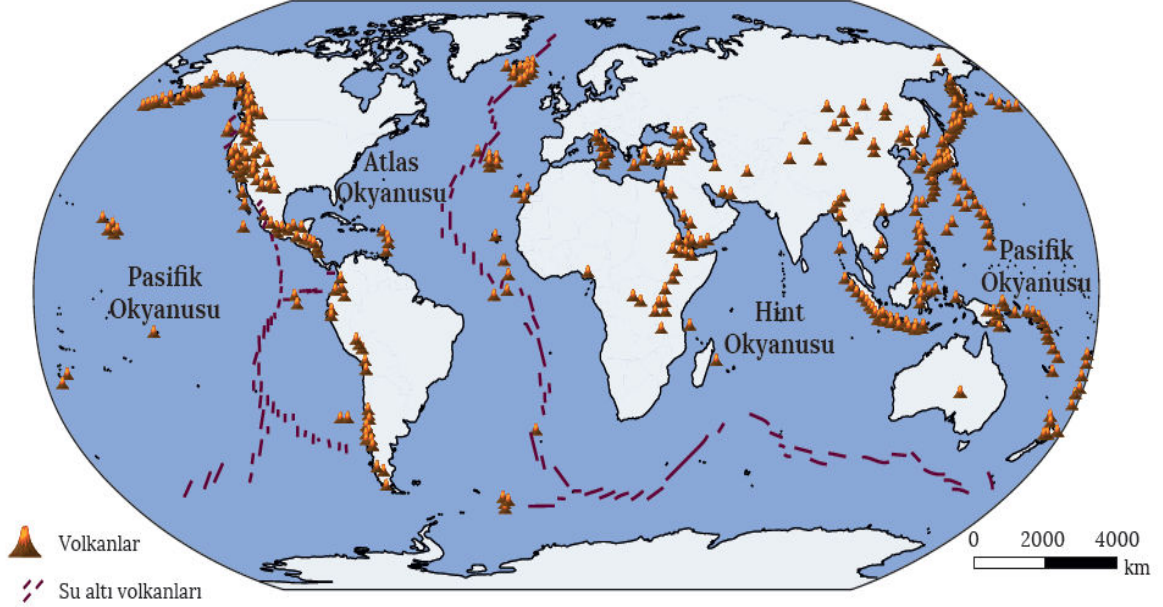 Atlas
Okyanusu
Pasifik
Okyanusu
Hint
Okyanusu
Pasifik
Okyanusu
Volkanlar
Su altı volkanları
0 2000 4000
km